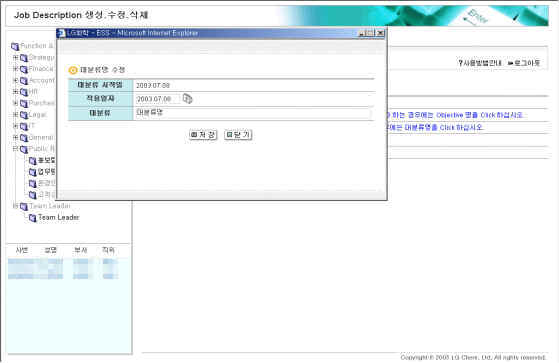 Job Description 생성.수정.삭제
Enter
LG화학 - ESS - Microsoft Internet Explorer
Function &
Strategy
Finance
Account
HR
Purchas
Legal
IT
General
Public R
홍보팀
업무팀
Team Leader
Team Leader
대분류명 수정
대분류 시작일 2003.07.08
적용일자 2003.07.08
대분류 대분류명
저장 닫기
?사용방법안내 로그아웃
하는 경우에는 Objective 명을 Click 하십시오.
에는 대분류명을 Click 하십시오.
사번 성명 부서 직위
Copyright © 2003 LG Chem, Ltd. All rights reserved.